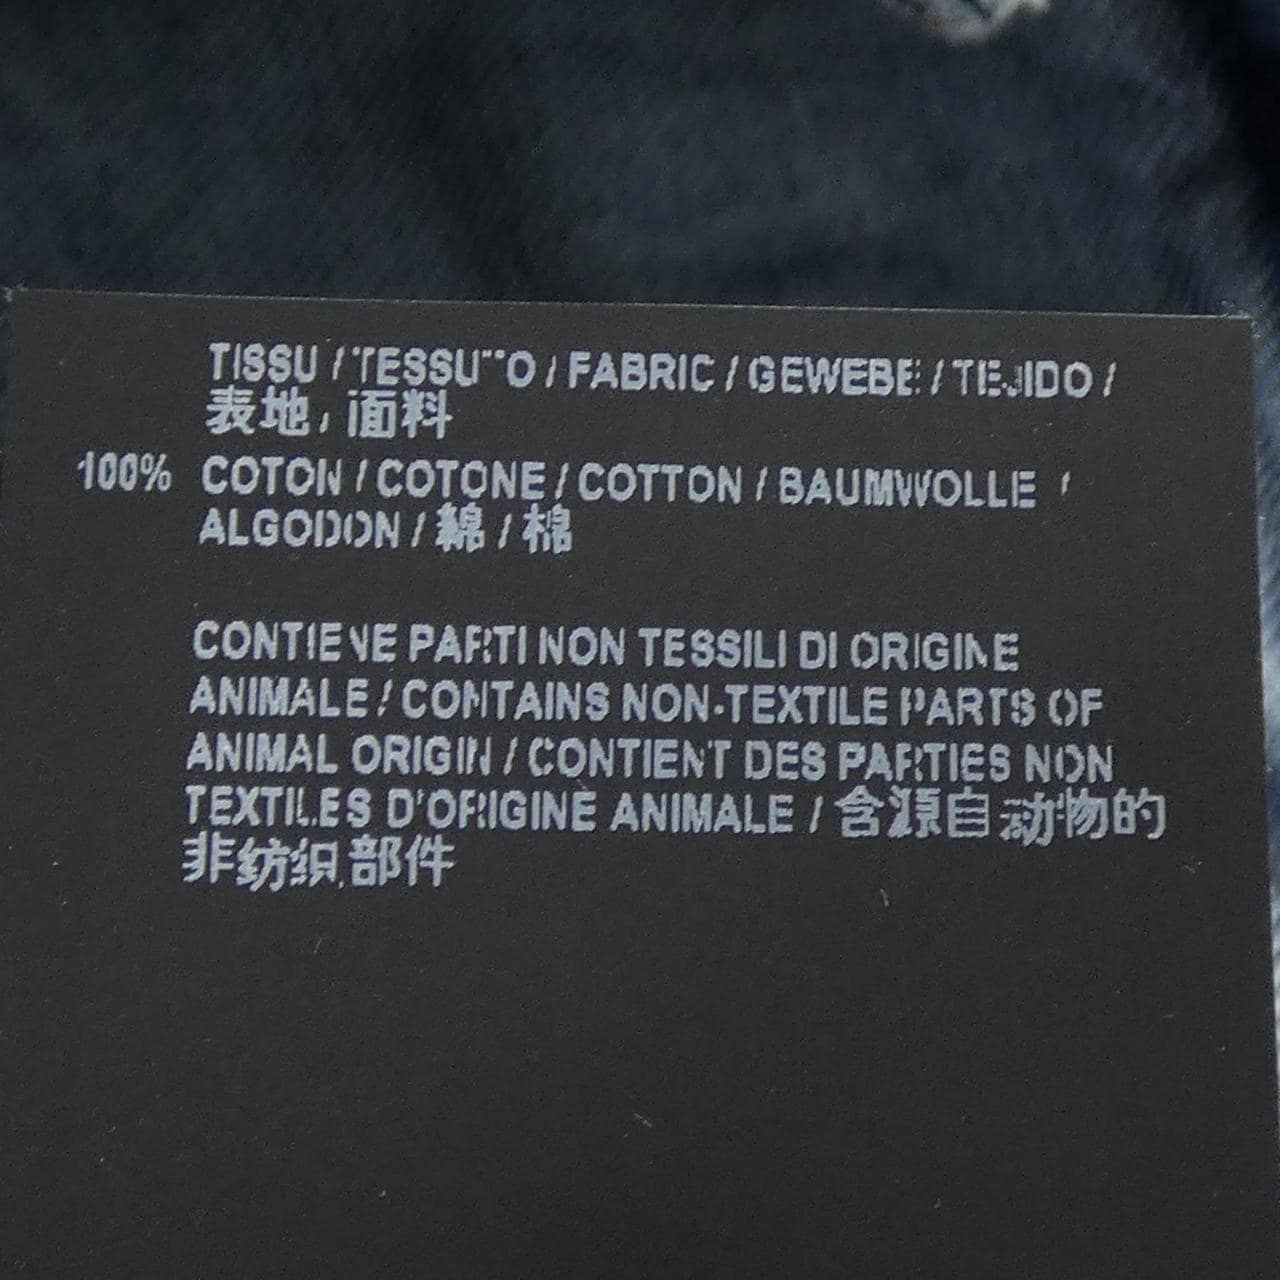 TISSU / TESSUTO / FABRIC / GEWEBE / TEJIDO /
表地 / 面料
100% COTON / COTONE / COTTON / BAUMWOLLE /
ALGODON / 綿 / 棉
CONTIENE PARTI NON TESSILI DI ORIGINE
ANIMALE / CONTAINS NON-TEXTILE PARTS OF
ANIMAL ORIGIN / CONTIENT DES PARTIES NON
TEXTILES D'ORIGINE ANIMALE / 含源自动物的
非纺织部件